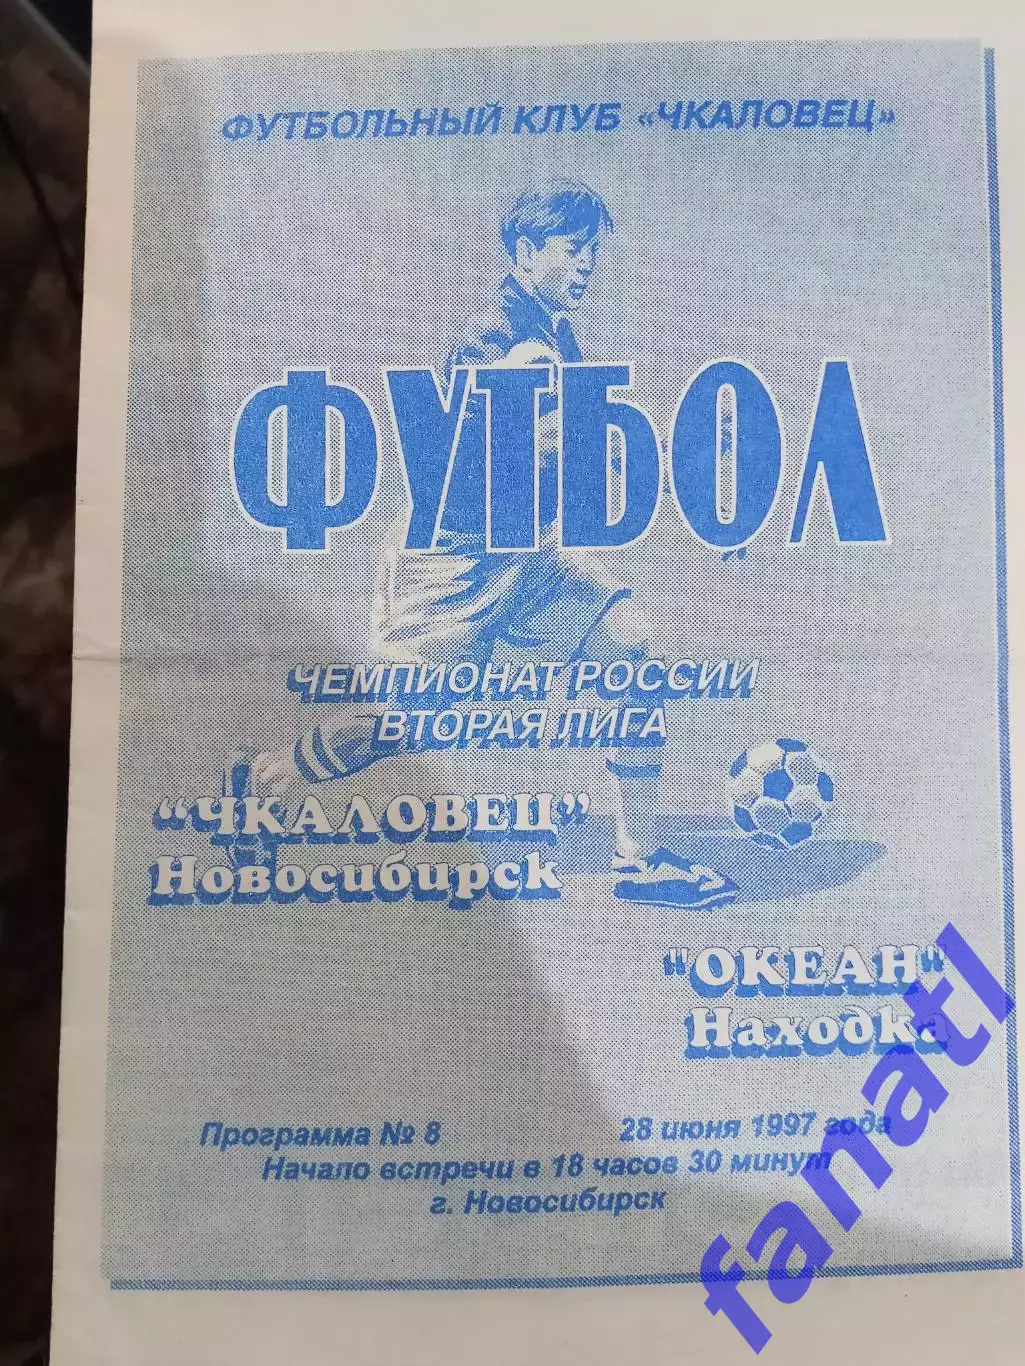 ФУТБОЛЬНЫЙ КЛУБ «ЧКАЛОВЕЦ»
ФУТБОЛ
ЧЕМПИОНАТ РОССИИ
ВТОРАЯ ЛИГА
“ЧКАЛОВЕЦ”
Новосибирск
"ОКЕАН"
Находка
Программа № 8 28 июня 1997 года
Начало встречи в 18 часов 30 минут
г. Новосибирск
fanatl